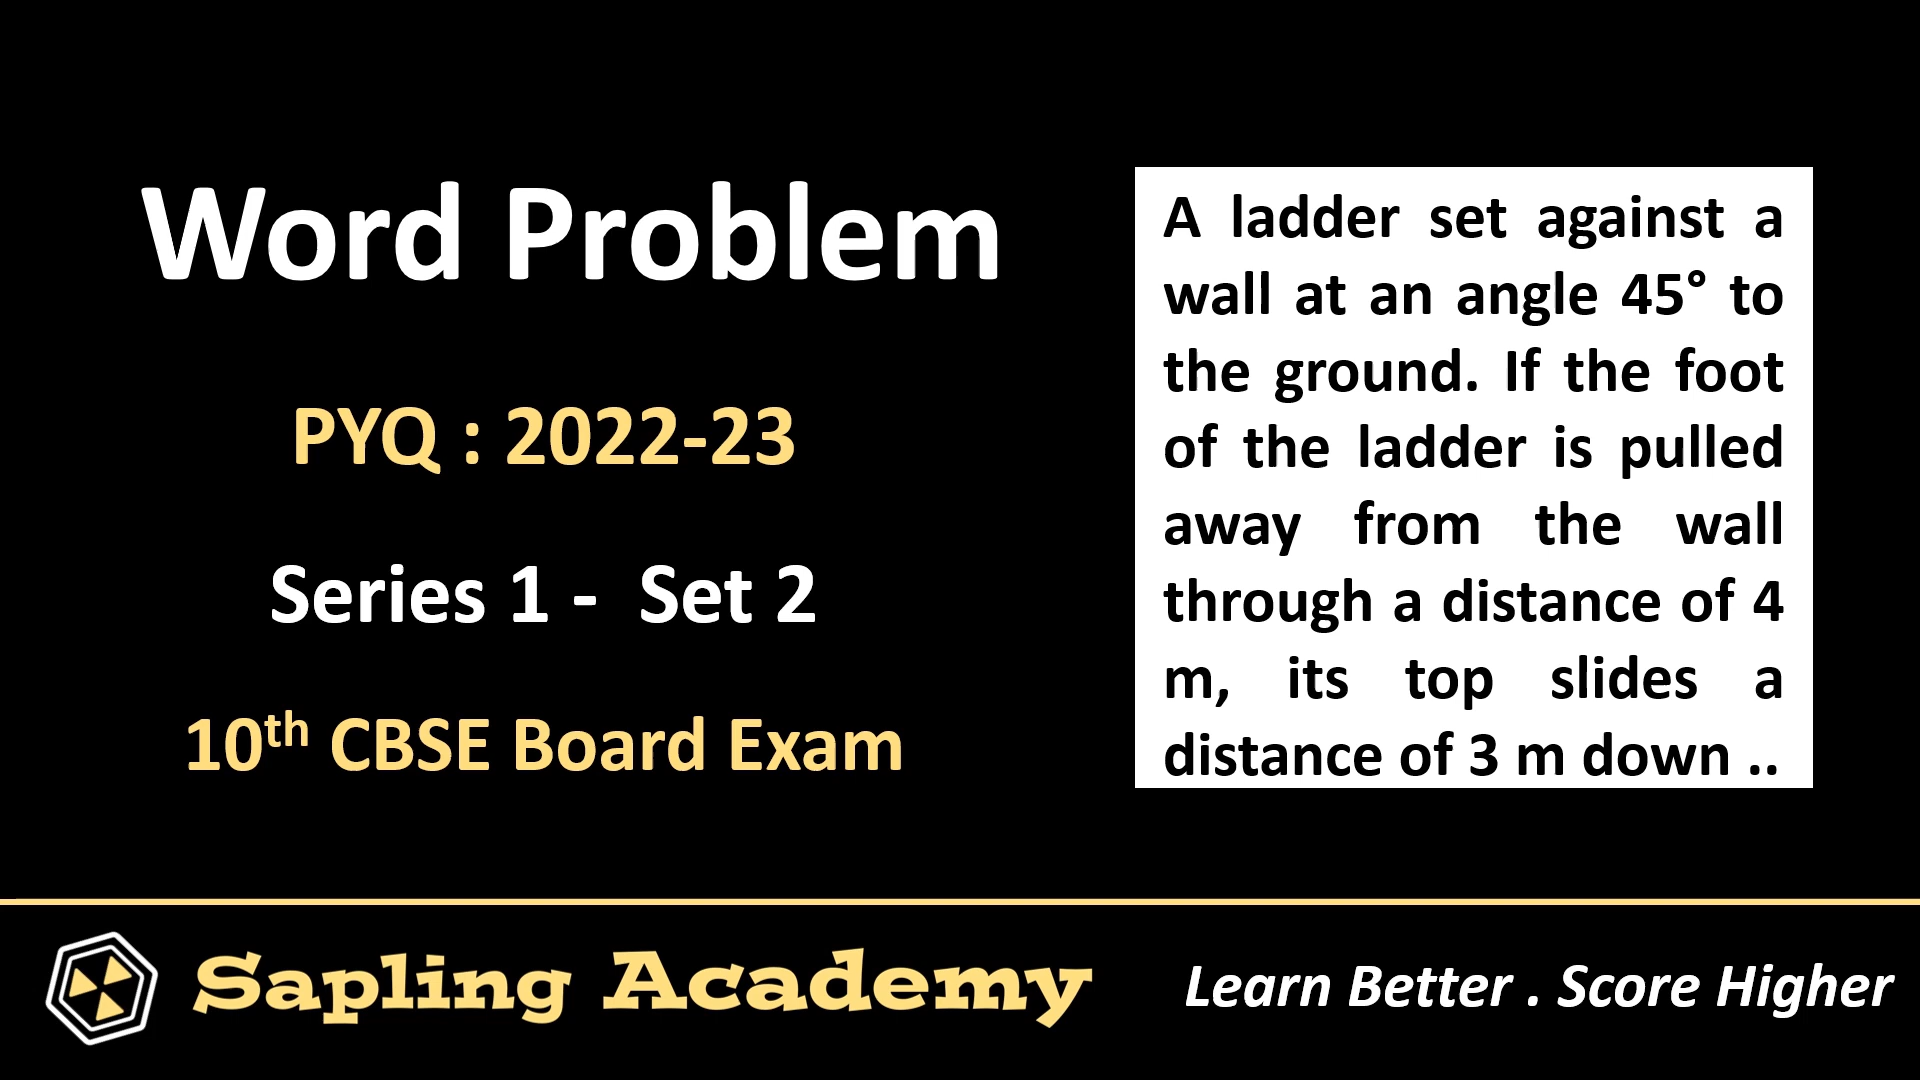 Word Problem
PYQ : 2022-23
Series 1 - Set 2
10th CBSE Board Exam
A ladder set against a
wall at an angle 45° to
the ground. If the foot
of the ladder is pulled
away from the wall
through a distance of 4
m, its top slides a
distance of 3 m down ..
Sapling Academy
Learn Better . Score Higher